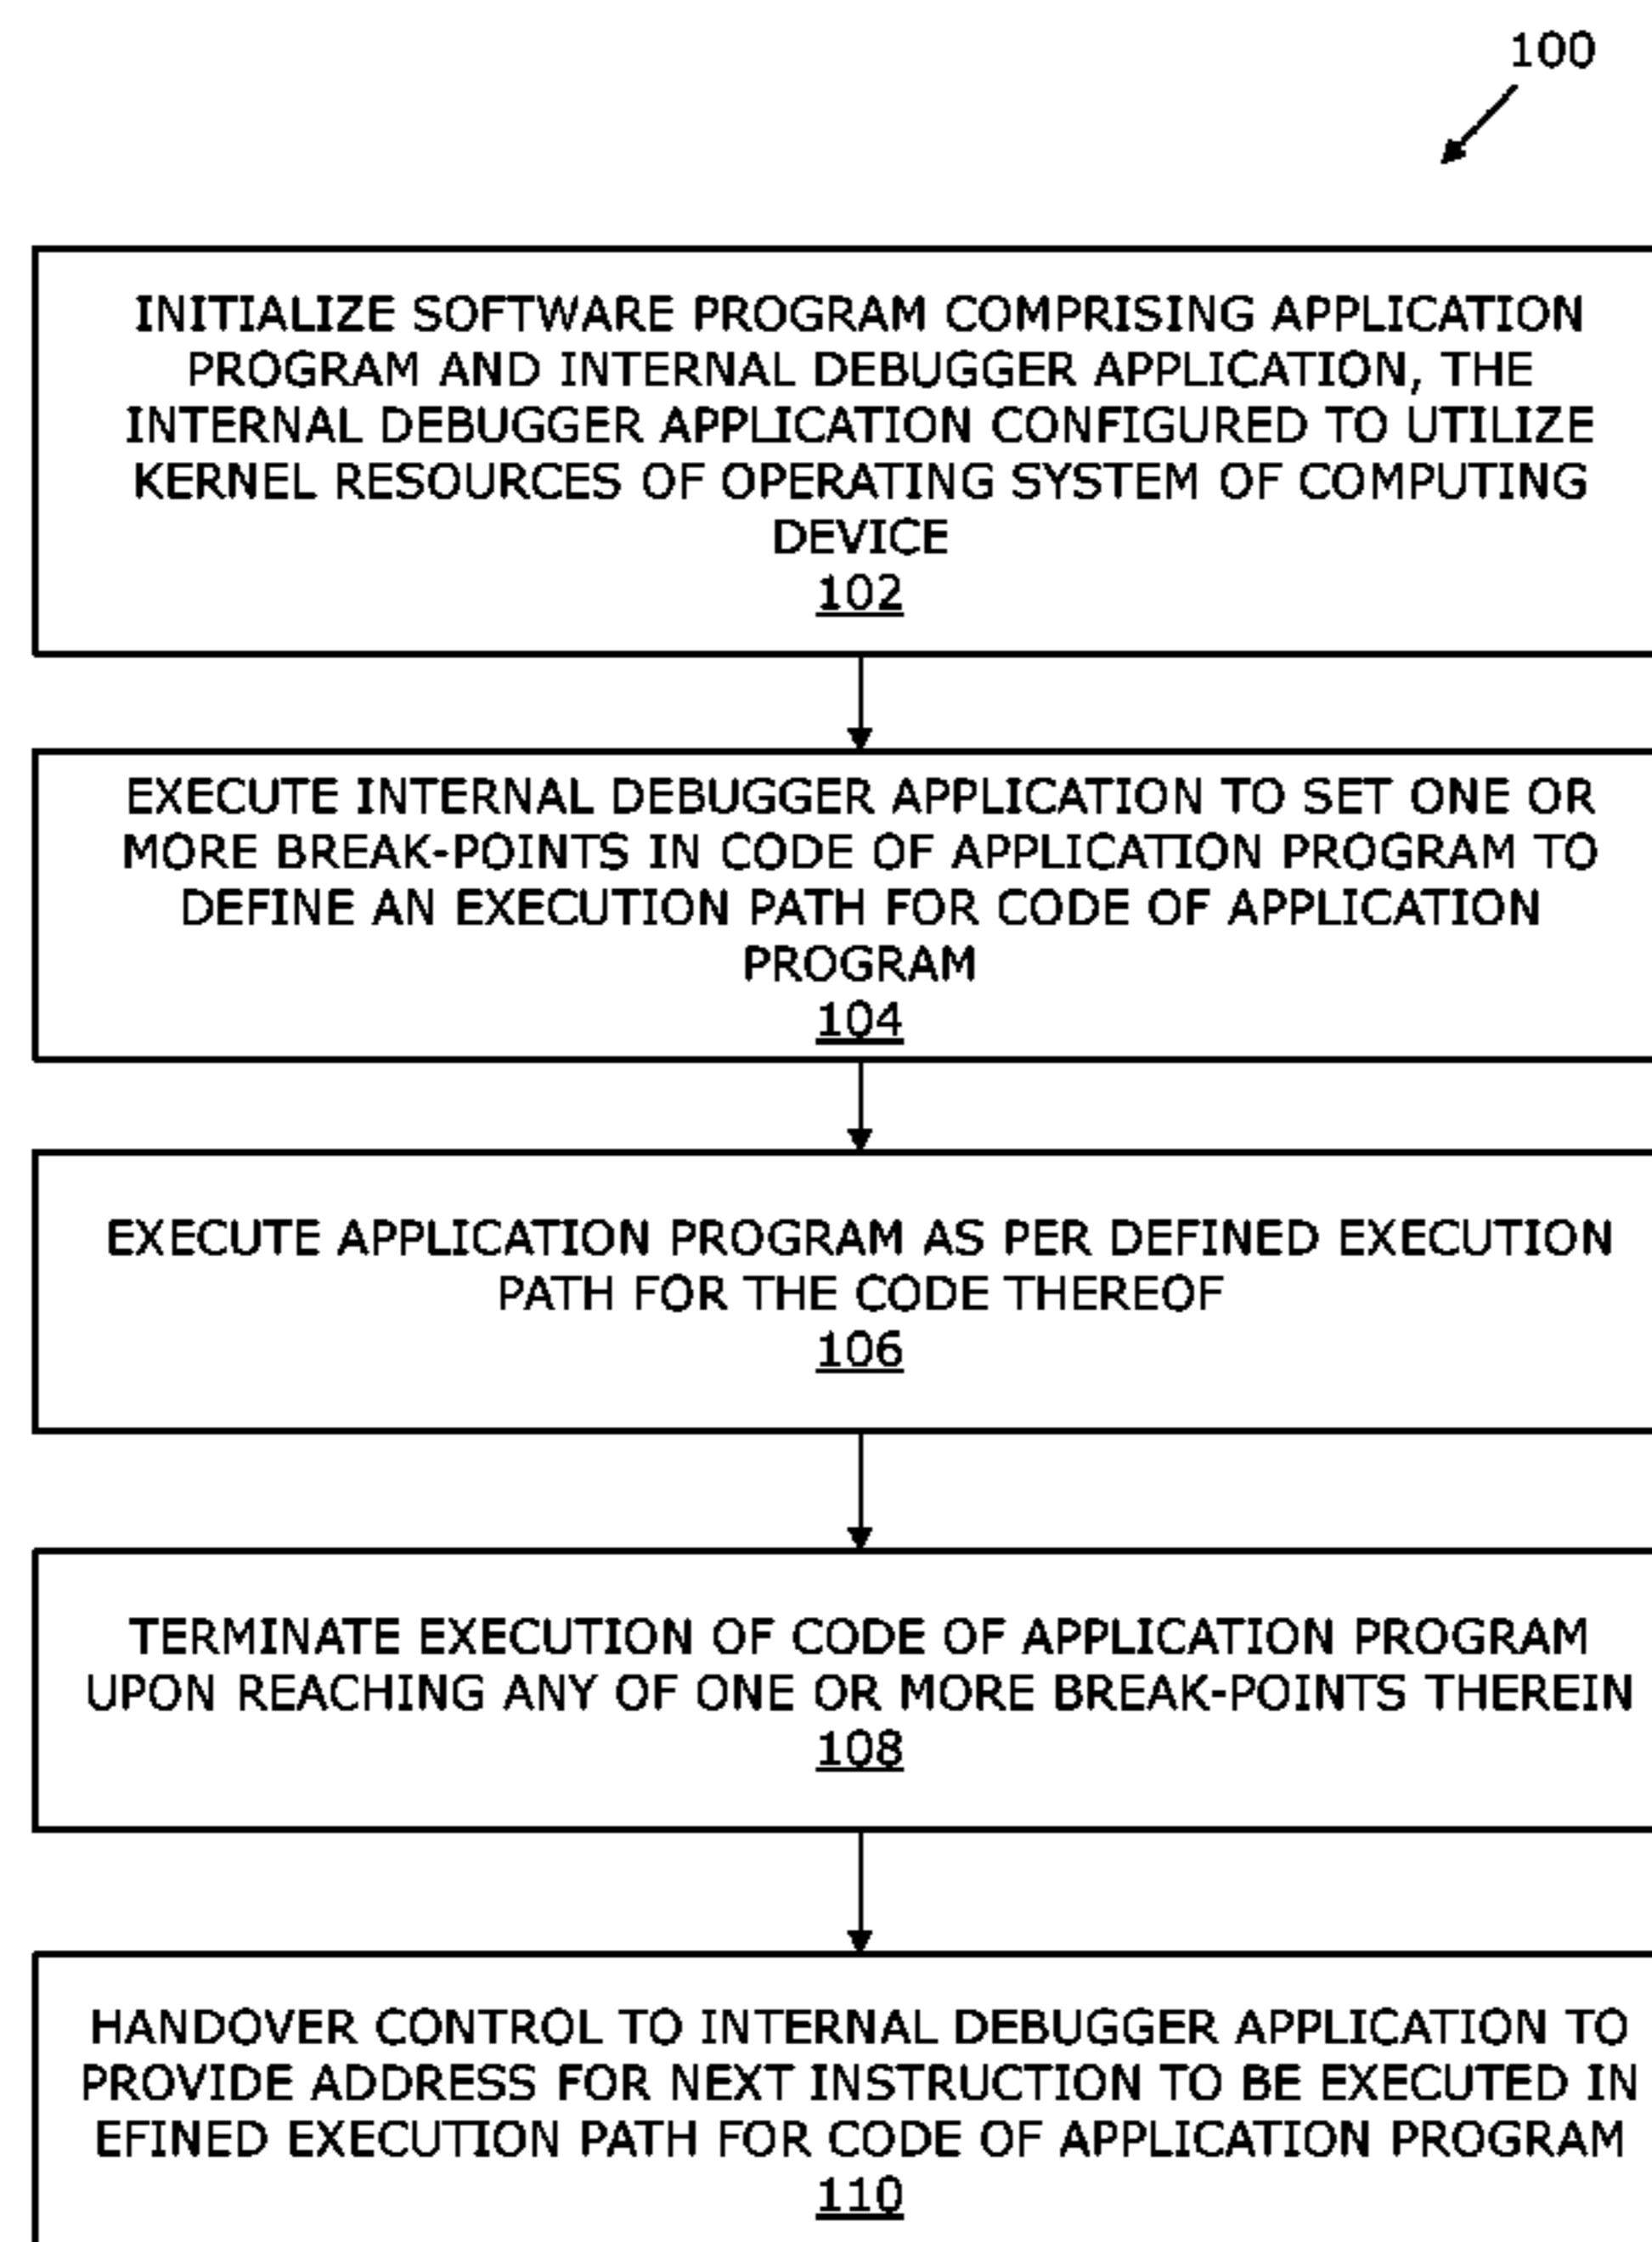 100
INITIALIZE SOFTWARE PROGRAM COMPRISING APPLICATION
PROGRAM AND INTERNAL DEBUGGER APPLICATION, THE
INTERNAL DEBUGGER APPLICATION CONFIGURED TO UTILIZE
KERNEL RESOURCES OF OPERATING SYSTEM OF COMPUTING
DEVICE
102
EXECUTE INTERNAL DEBUGGER APPLICATION TO SET ONE OR
MORE BREAK-POINTS IN CODE OF APPLICATION PROGRAM TO
DEFINE AN EXECUTION PATH FOR CODE OF APPLICATION
PROGRAM
104
EXECUTE APPLICATION PROGRAM AS PER DEFINED EXECUTION
PATH FOR THE CODE THEREOF
106
TERMINATE EXECUTION OF CODE OF APPLICATION PROGRAM
UPON REACHING ANY OF ONE OR MORE BREAK-POINTS THEREIN
108
HANDOVER CONTROL TO INTERNAL DEBUGGER APPLICATION TO
PROVIDE ADDRESS FOR NEXT INSTRUCTION TO BE EXECUTED IN
EFINED EXECUTION PATH FOR CODE OF APPLICATION PROGRAM
110